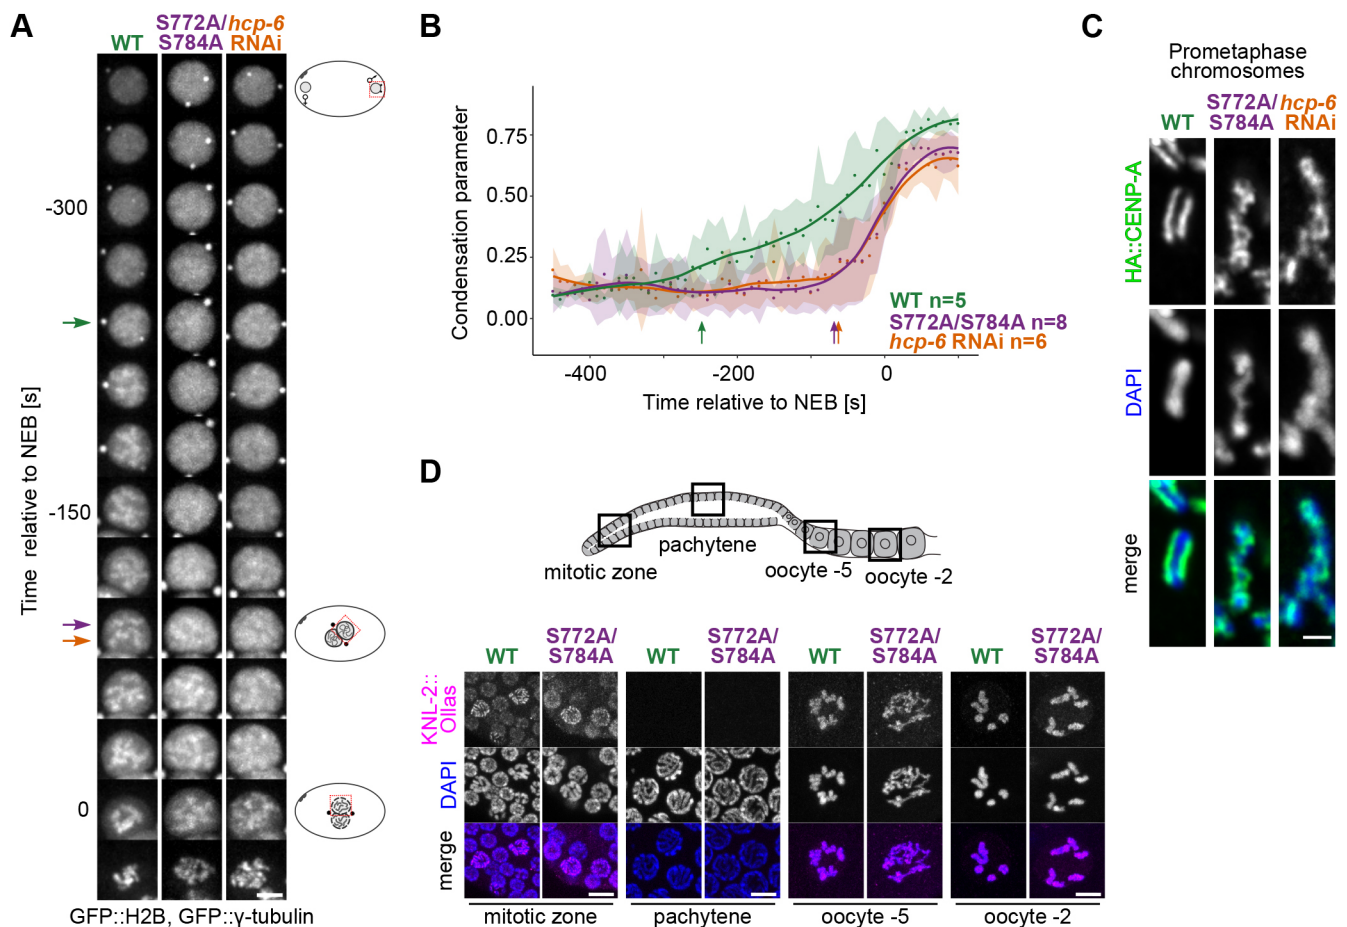 A
WT
S772A/
S784A
hcp-6
RNAi
-300
-150
0
Time relative to NEB [s]
GFP::H2B, GFP::γ-tubulin
B
Condensation parameter
0.75
0.50
0.25
0.00
-400
-200
0
Time relative to NEB [s]
WT n=5
S772A/S784A n=8
hcp-6 RNAi n=6
C
Prometaphase
chromosomes
WT
S772A/
S784A
hcp-6
RNAi
HA::CENP-A
DAPI
merge
D
mitotic zone
pachytene
oocyte -5
oocyte -2
WT
S772A/
S784A
WT
S772A/
S784A
WT
S772A/
S784A
WT
S772A/
S784A
KNL-2::
Ollas
DAPI
merge
mitotic zone
pachytene
oocyte -5
oocyte -2